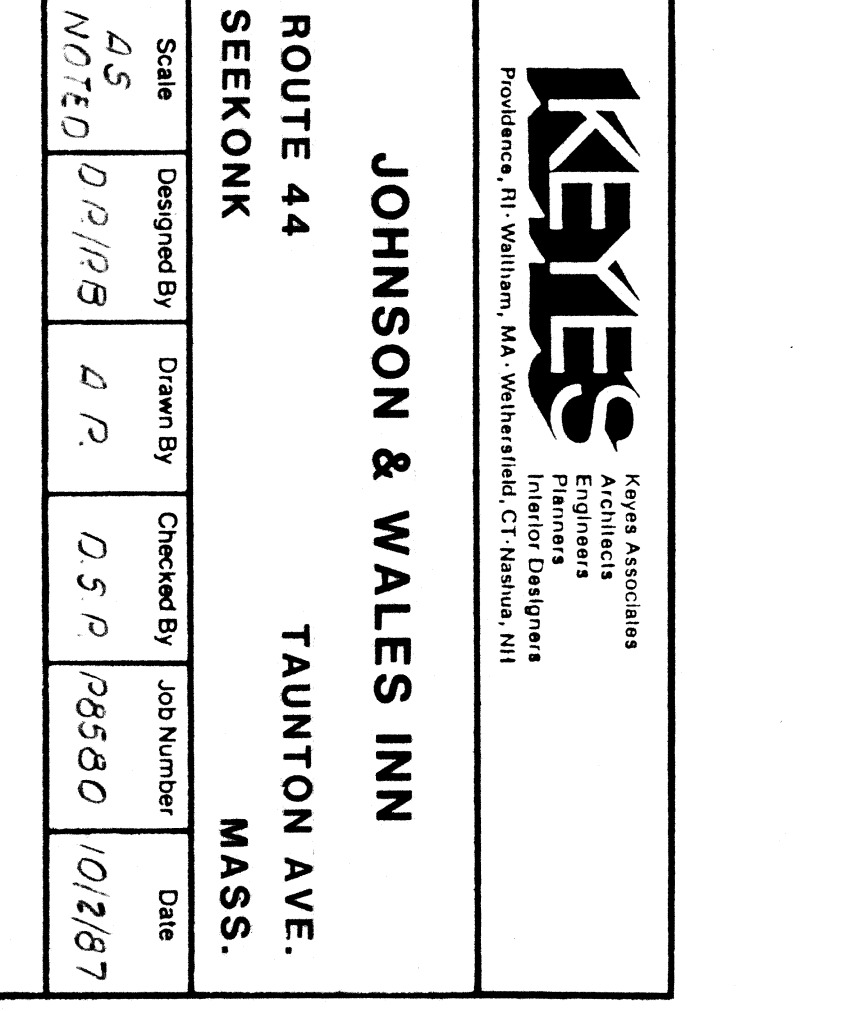 KEYES
Keyes Associates
Architects
Engineers
Planners
Interior Designers
Providence, RI · Waltham, MA · Wethersfield, CT · Nashua, NH
JOHNSON & WALES INN
ROUTE 44 TAUNTON AVE.
SEEKONK MASS.
Scale Designed By Drawn By Checked By Job Number Date
AS
NOTED D.P./P.B D P. D.S.P. P8580 10/2/87